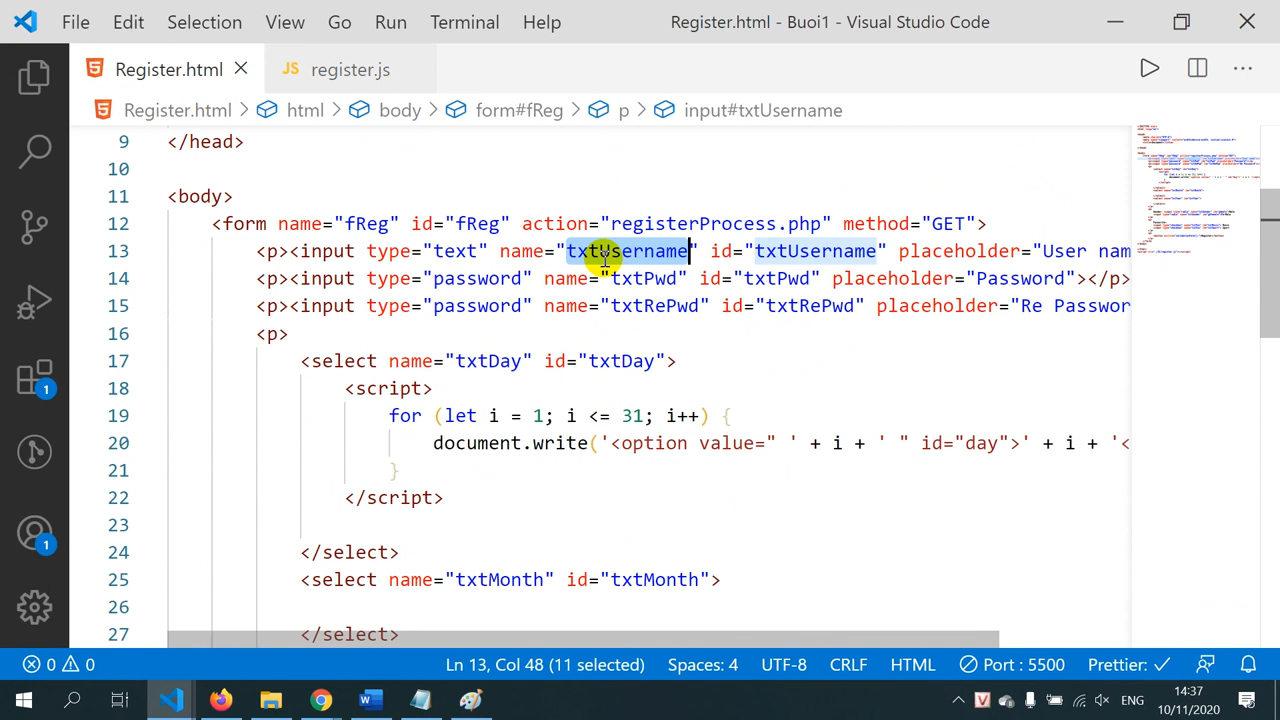 File Edit Selection View Go Run Terminal Help Register.html - Buoi1 - Visual Studio Code
Register.html JS register.js
Register.html > html > body > form#fReg > p > input#txtUsername
9 </head>
10
11 <body>
12 <form name="fReg" id="fReg" action="registerProcess.php" method="GET">
13 <p><input type="text" name="txtUsername" id="txtUsername" placeholder="User nam
14 <p><input type="password" name="txtPwd" id="txtPwd" placeholder="Password"></p>
15 <p><input type="password" name="txtRePwd" id="txtRePwd" placeholder="Re Passwor
16 <p>
17 <select name="txtDay" id="txtDay">
18 <script>
19 for (let i = 1; i <= 31; i++) {
20 document.write('<option value=" ' + i + ' " id="day">' + i + '<
21 }
22 </script>
23
24 </select>
25 <select name="txtMonth" id="txtMonth">
26
27 </select>
1
1
0 0 Ln 13, Col 48 (11 selected) Spaces: 4 UTF-8 CRLF HTML Port : 5500 Prettier: ✓
ENG 14:37
10/11/2020